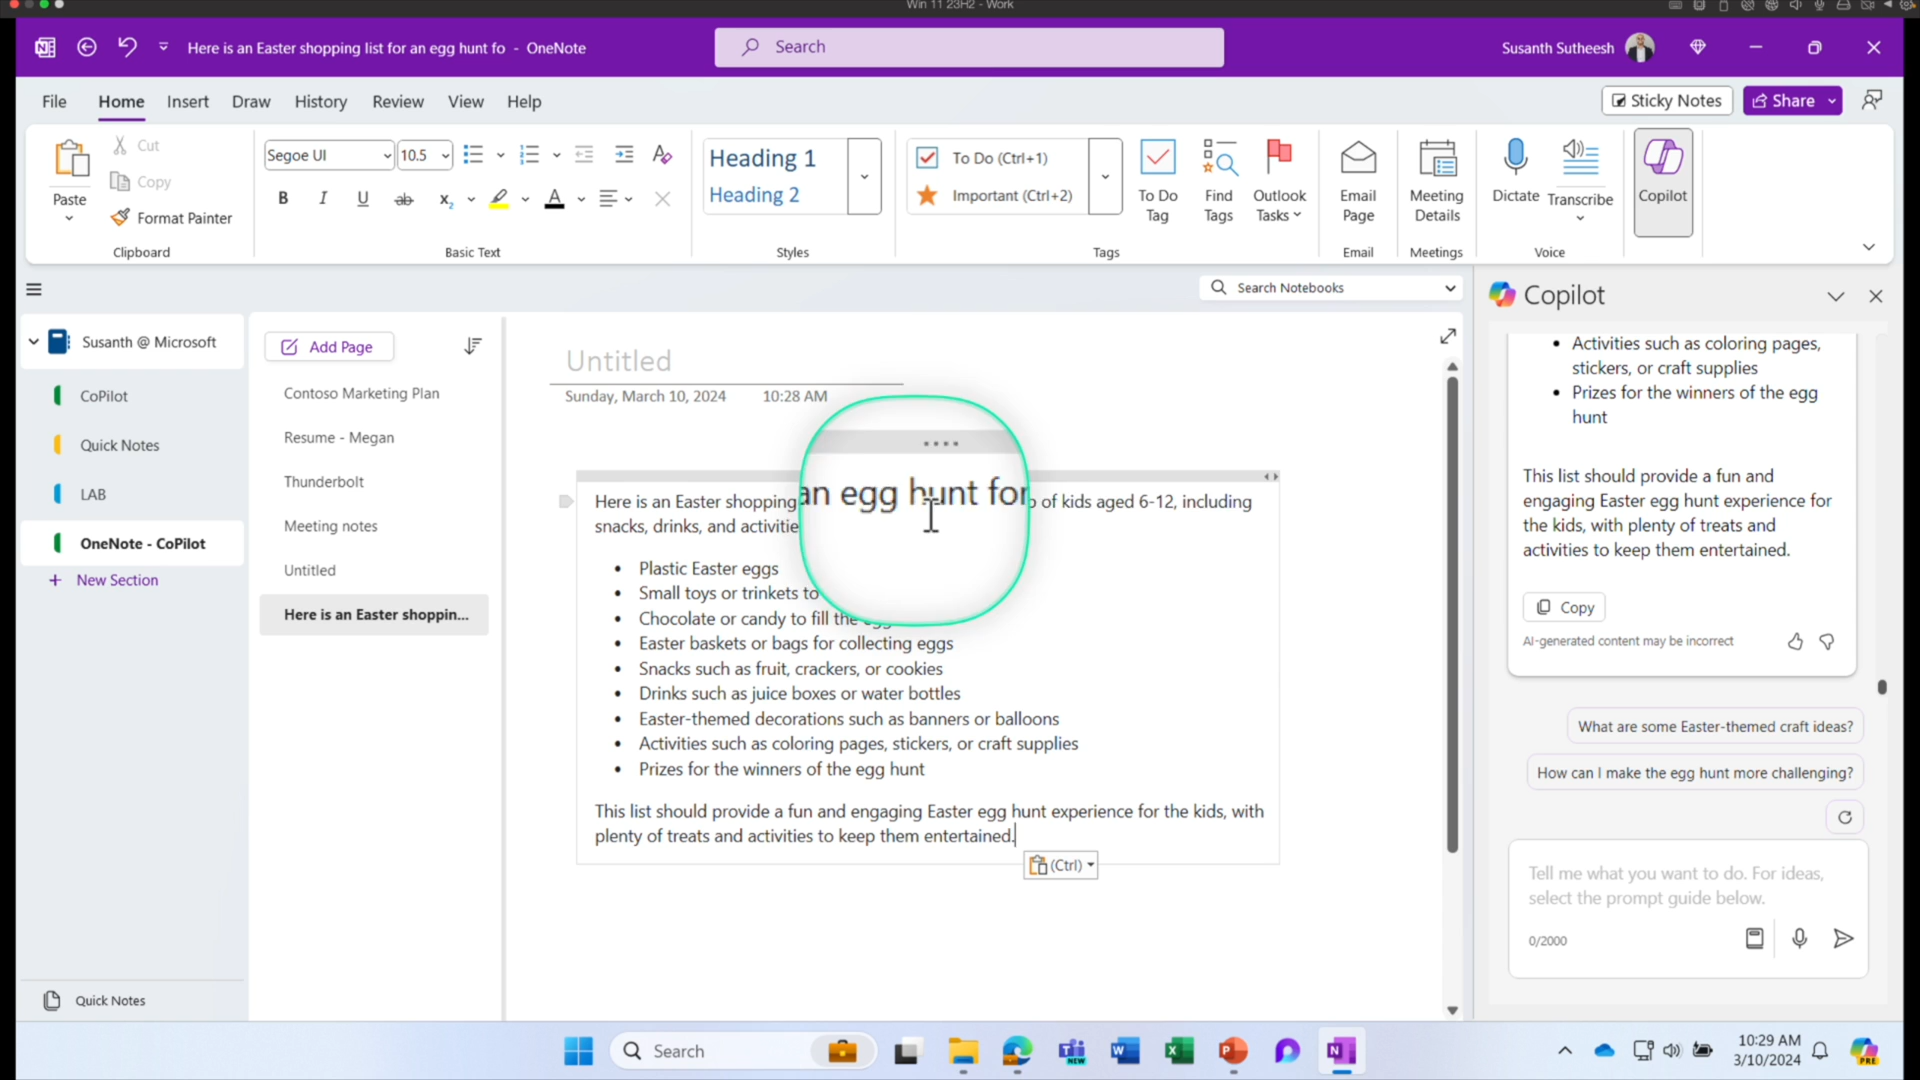 Win 11 23H2 - Work
Here is an Easter shopping list for an egg hunt fo - OneNote
Search
Susanth Sutheesh
File Home Insert Draw History Review View Help
Sticky Notes
Share
Paste
Cut
Copy
Format Painter
Clipboard
Segoe UI
10.5
Basic Text
Heading 1
Heading 2
Styles
To Do (Ctrl+1)
Important (Ctrl+2)
To Do
Tag
Find
Tags
Outlook
Tasks
Tags
Email
Page
Email
Meeting
Details
Meetings
Dictate
Transcribe
Voice
Copilot
Search Notebooks
Susanth @ Microsoft
CoPilot
Quick Notes
LAB
OneNote - CoPilot
+ New Section
Quick Notes
Add Page
Contoso Marketing Plan
Resume - Megan
Thunderbolt
Meeting notes
Untitled
Here is an Easter shoppin...
Untitled
Sunday, March 10, 2024 10:28 AM
Here is an Easter shopping an egg hunt for of kids aged 6-12, including
snacks, drinks, and
• Plastic Easter eggs
• Small toys or trinkets to
• Chocolate or candy to fill the
• Easter baskets or bags for collecting eggs
• Snacks such as fruit, crackers, or cookies
• Drinks such as juice boxes or water bottles
• Easter-themed decorations such as banners or balloons
• Activities such as coloring pages, stickers, or craft supplies
• Prizes for the winners of the egg hunt
This list should provide a fun and engaging Easter egg hunt experience for the kids, with
plenty of treats and activities to keep them entertained.
(Ctrl)
Copilot
• Activities such as coloring pages,
stickers, or craft supplies
• Prizes for the winners of the egg
hunt
This list should provide a fun and
engaging Easter egg hunt experience for
the kids, with plenty of treats and
activities to keep them entertained.
Copy
AI-generated content may be incorrect
What are some Easter-themed craft ideas?
How can I make the egg hunt more challenging?
Tell me what you want to do. For ideas,
select the prompt guide below.
0/2000
Search
10:29 AM
3/10/2024